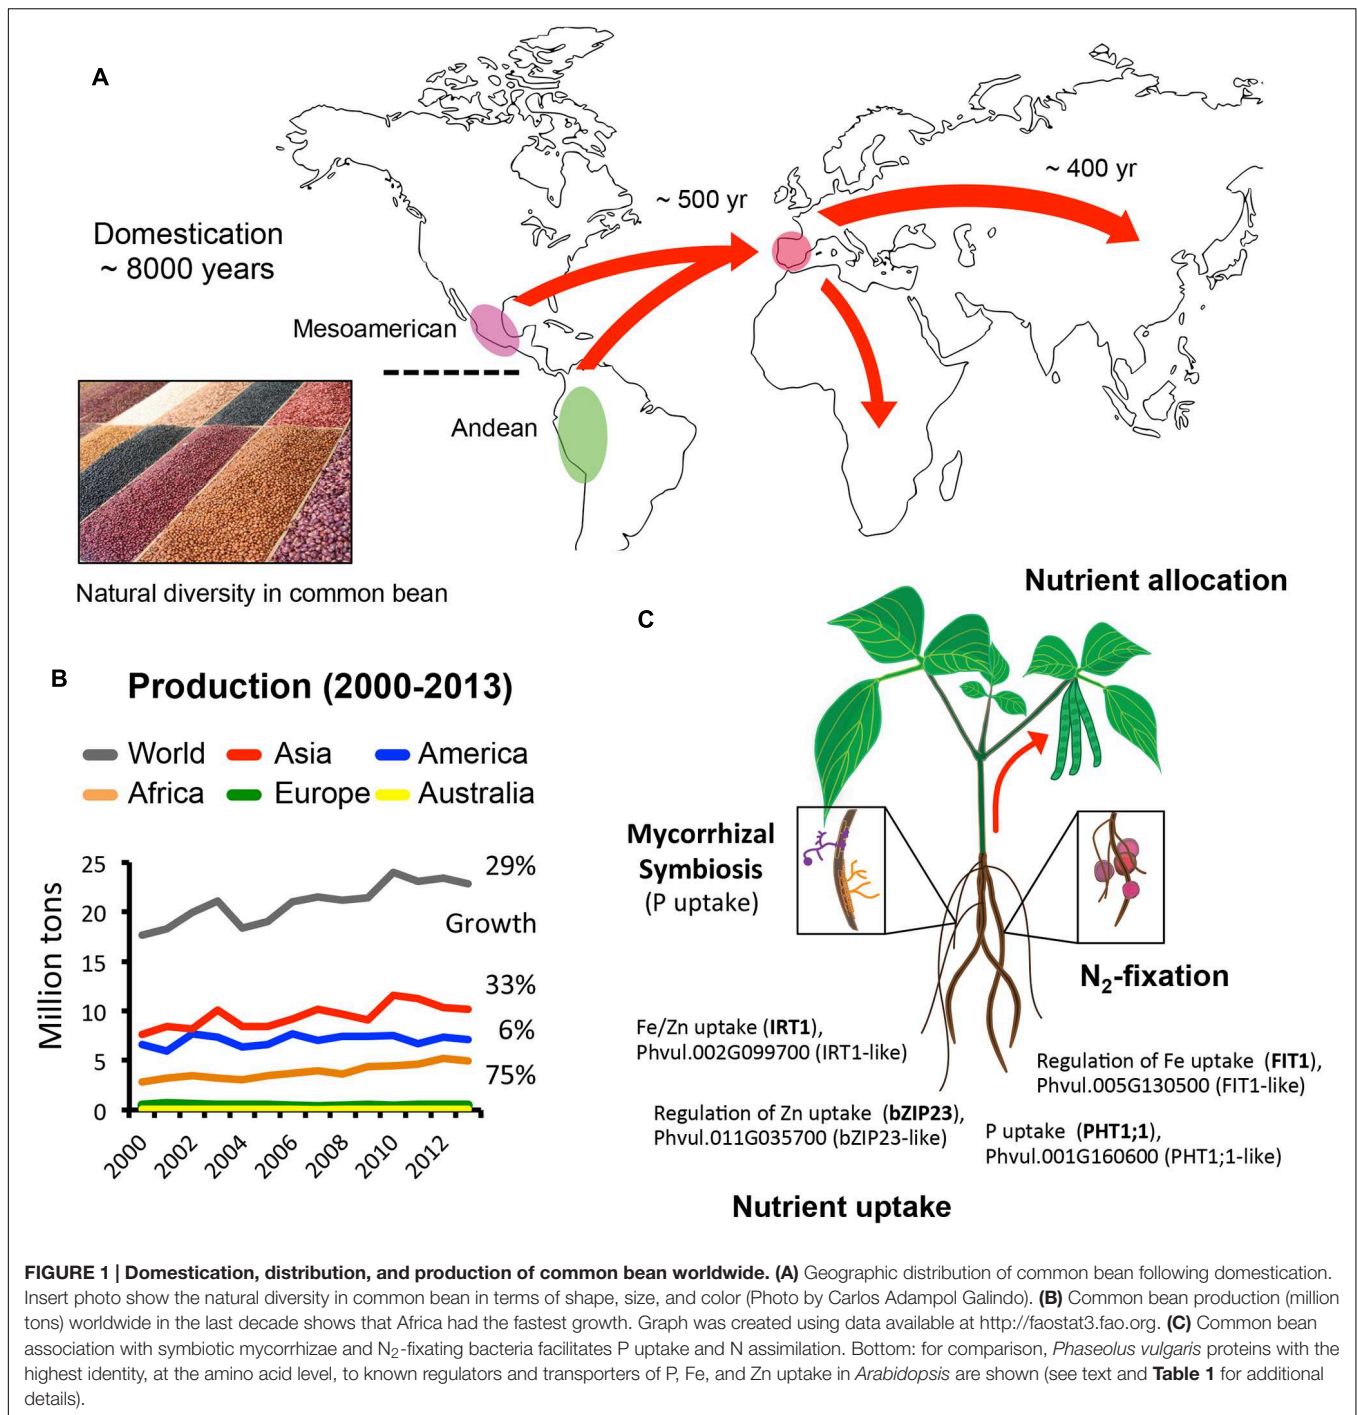 A
~ 500 yr
~ 400 yr
Domestication
~ 8000 years
Mesoamerican
Andean
Natural diversity in common bean
B
Production (2000-2013)
World
Asia
America
Africa
Europe
Australia
Million tons
25
20
15
10
5
0
29%
Growth
33%
6%
75%
2000
2002
2004
2006
2008
2010
2012
C
Nutrient allocation
Mycorrhizal
Symbiosis
(P uptake)
N₂-fixation
Fe/Zn uptake (IRT1),
Phvul.002G099700 (IRT1-like)
Regulation of Fe uptake (FIT1),
Phvul.005G130500 (FIT1-like)
Regulation of Zn uptake (bZIP23),
Phvul.011G035700 (bZIP23-like)
P uptake (PHT1;1),
Phvul.001G160600 (PHT1;1-like)
Nutrient uptake
FIGURE 1 | Domestication, distribution, and production of common bean worldwide. (A) Geographic distribution of common bean following domestication.
Insert photo show the natural diversity in common bean in terms of shape, size, and color (Photo by Carlos Adampol Galindo). (B) Common bean production (million
tons) worldwide in the last decade shows that Africa had the fastest growth. Graph was created using data available at http://faostat3.fao.org. (C) Common bean
association with symbiotic mycorrhizae and N₂-fixating bacteria facilitates P uptake and N assimilation. Bottom: for comparison, Phaseolus vulgaris proteins with the
highest identity, at the amino acid level, to known regulators and transporters of P, Fe, and Zn uptake in Arabidopsis are shown (see text and Table 1 for additional
details).